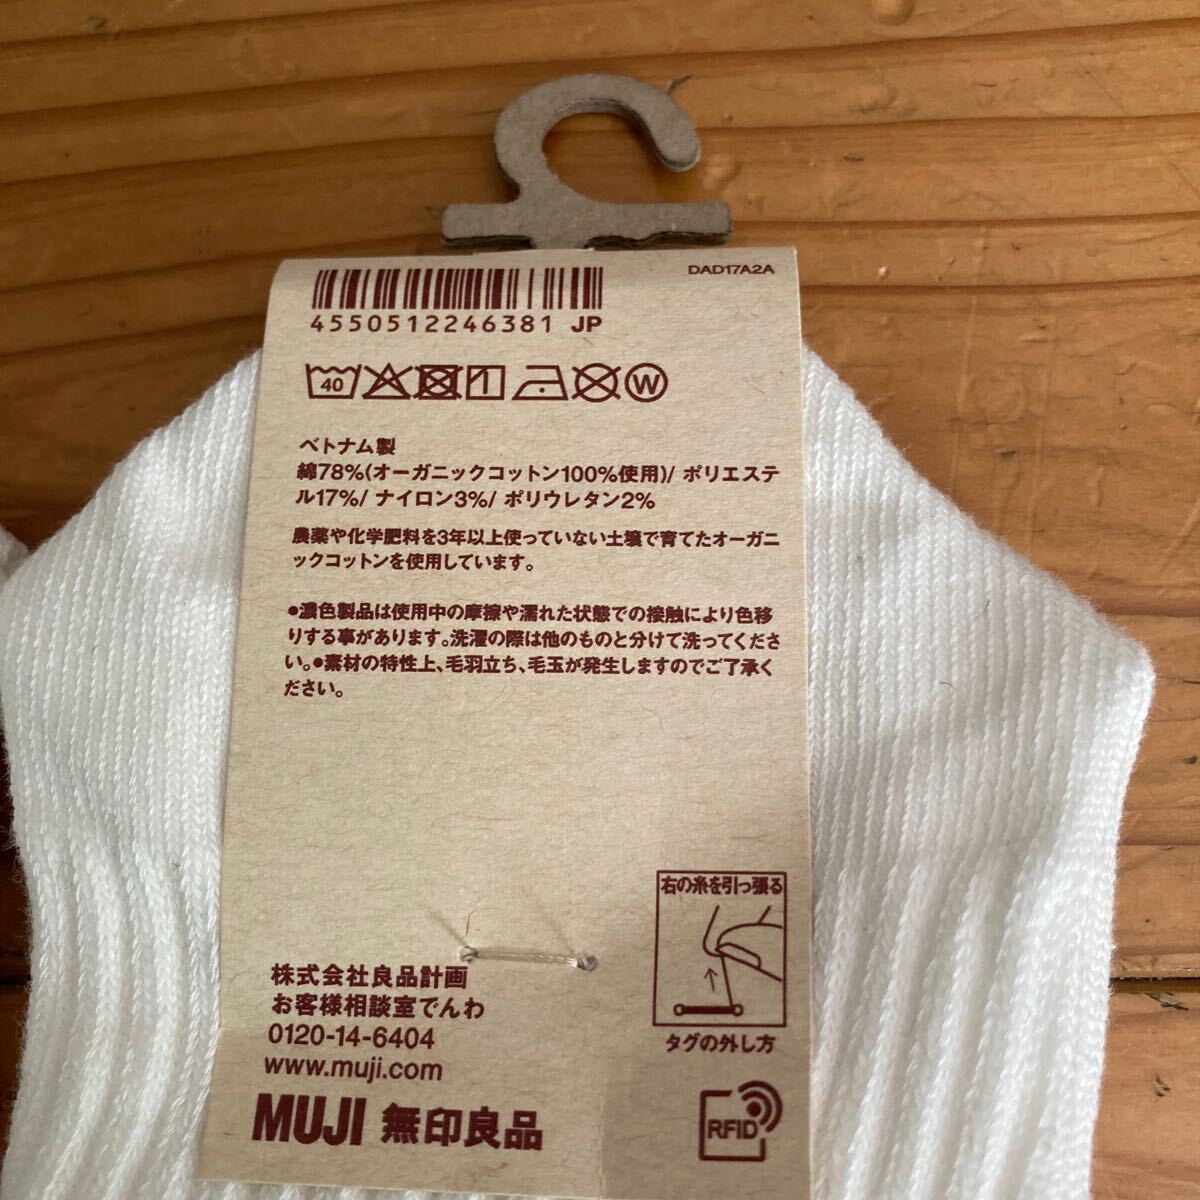 DAD17A2A
4550512246381 JP
40
W
ベトナム製
綿78%(オーガニックコットン100%使用)/ ポリエステ
ル17%/ ナイロン3%/ ポリウレタン2%
農薬や化学肥料を3年以上使っていない土壌で育てたオーガニ
ックコットンを使用しています。
●濃色製品は使用中の摩擦や濡れた状態での接触により色移
りする事があります。洗濯の際は他のものと分けて洗ってくださ
い。●素材の特性上、毛羽立ち、毛玉が発生しますのでご了承く
ださい。
右の糸を引っ張る
タグの外し方
株式会社良品計画
お客様相談室でんわ
0120-14-6404
www.muji.com
MUJI 無印良品
RFID